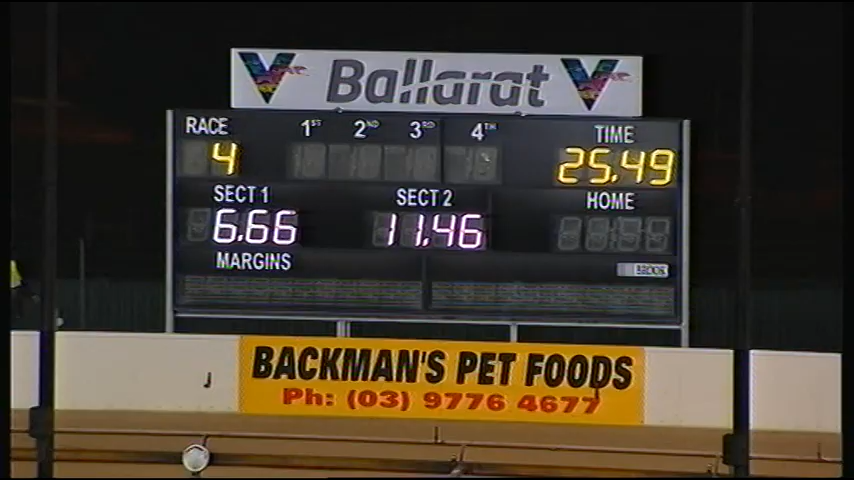 Ballarat
RACE 1ST 2ND 3RD 4TH TIME
4 25.49
SECT 1 SECT 2 HOME
6.66 11.46
MARGINS
BACKMAN'S PET FOODS
Ph: (03) 9776 4677